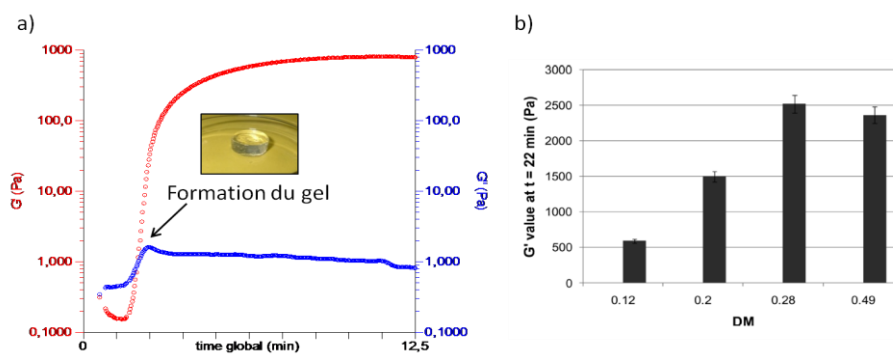 a)
1000
100,0
10,00
1,000
0,1000
G' (Pa)
Formation du gel
1000
100,0
10,00
1,000
0,1000
G'' (Pa)
0
time global (min)
12,5
b)
G' value at t = 22 min (Pa)
3000
2500
2000
1500
1000
500
0
0.12
0.2
0.28
0.49
DM